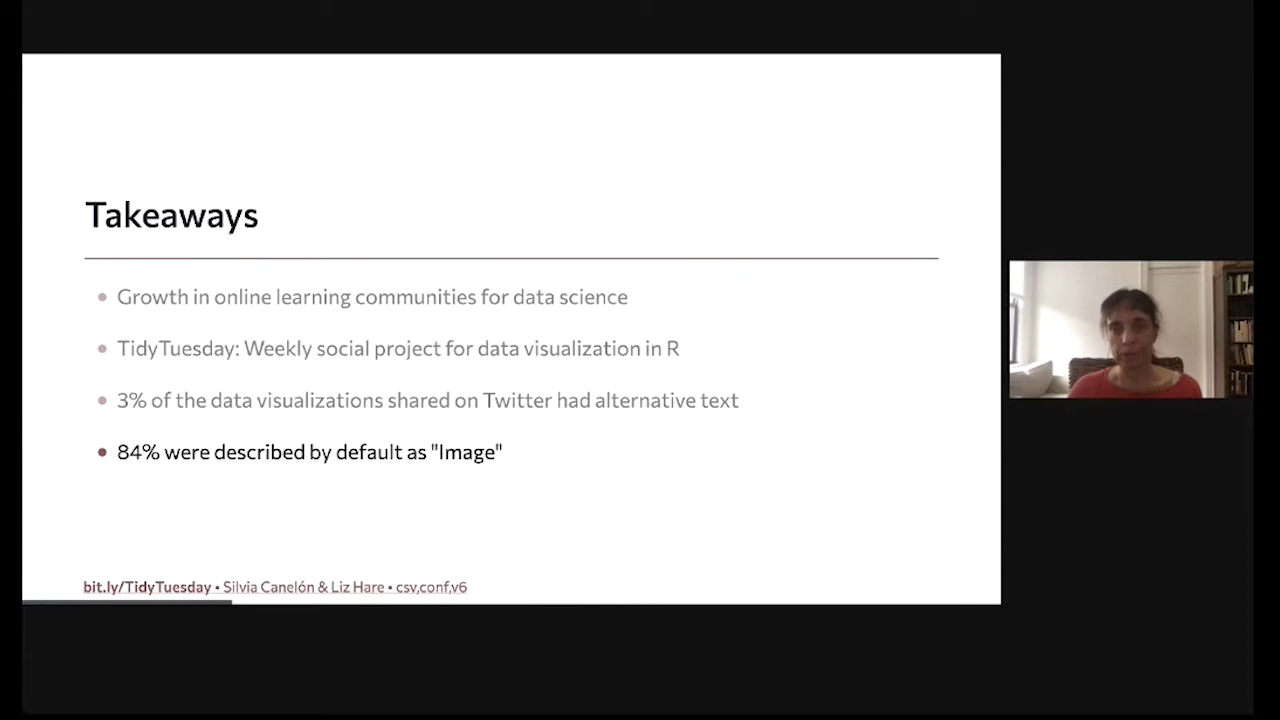 Takeaways
Growth in online learning communities for data science
TidyTuesday: Weekly social project for data visualization in R
3% of the data visualizations shared on Twitter had alternative text
84% were described by default as "Image"
bit.ly/TidyTuesday • Silvia Canelón & Liz Hare • csv,conf,v6